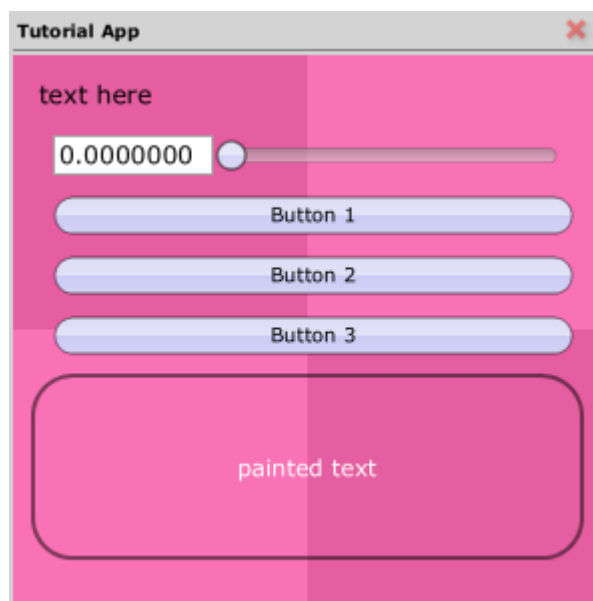 Tutorial App
text here
0.0000000
Button 1
Button 2
Button 3
painted text